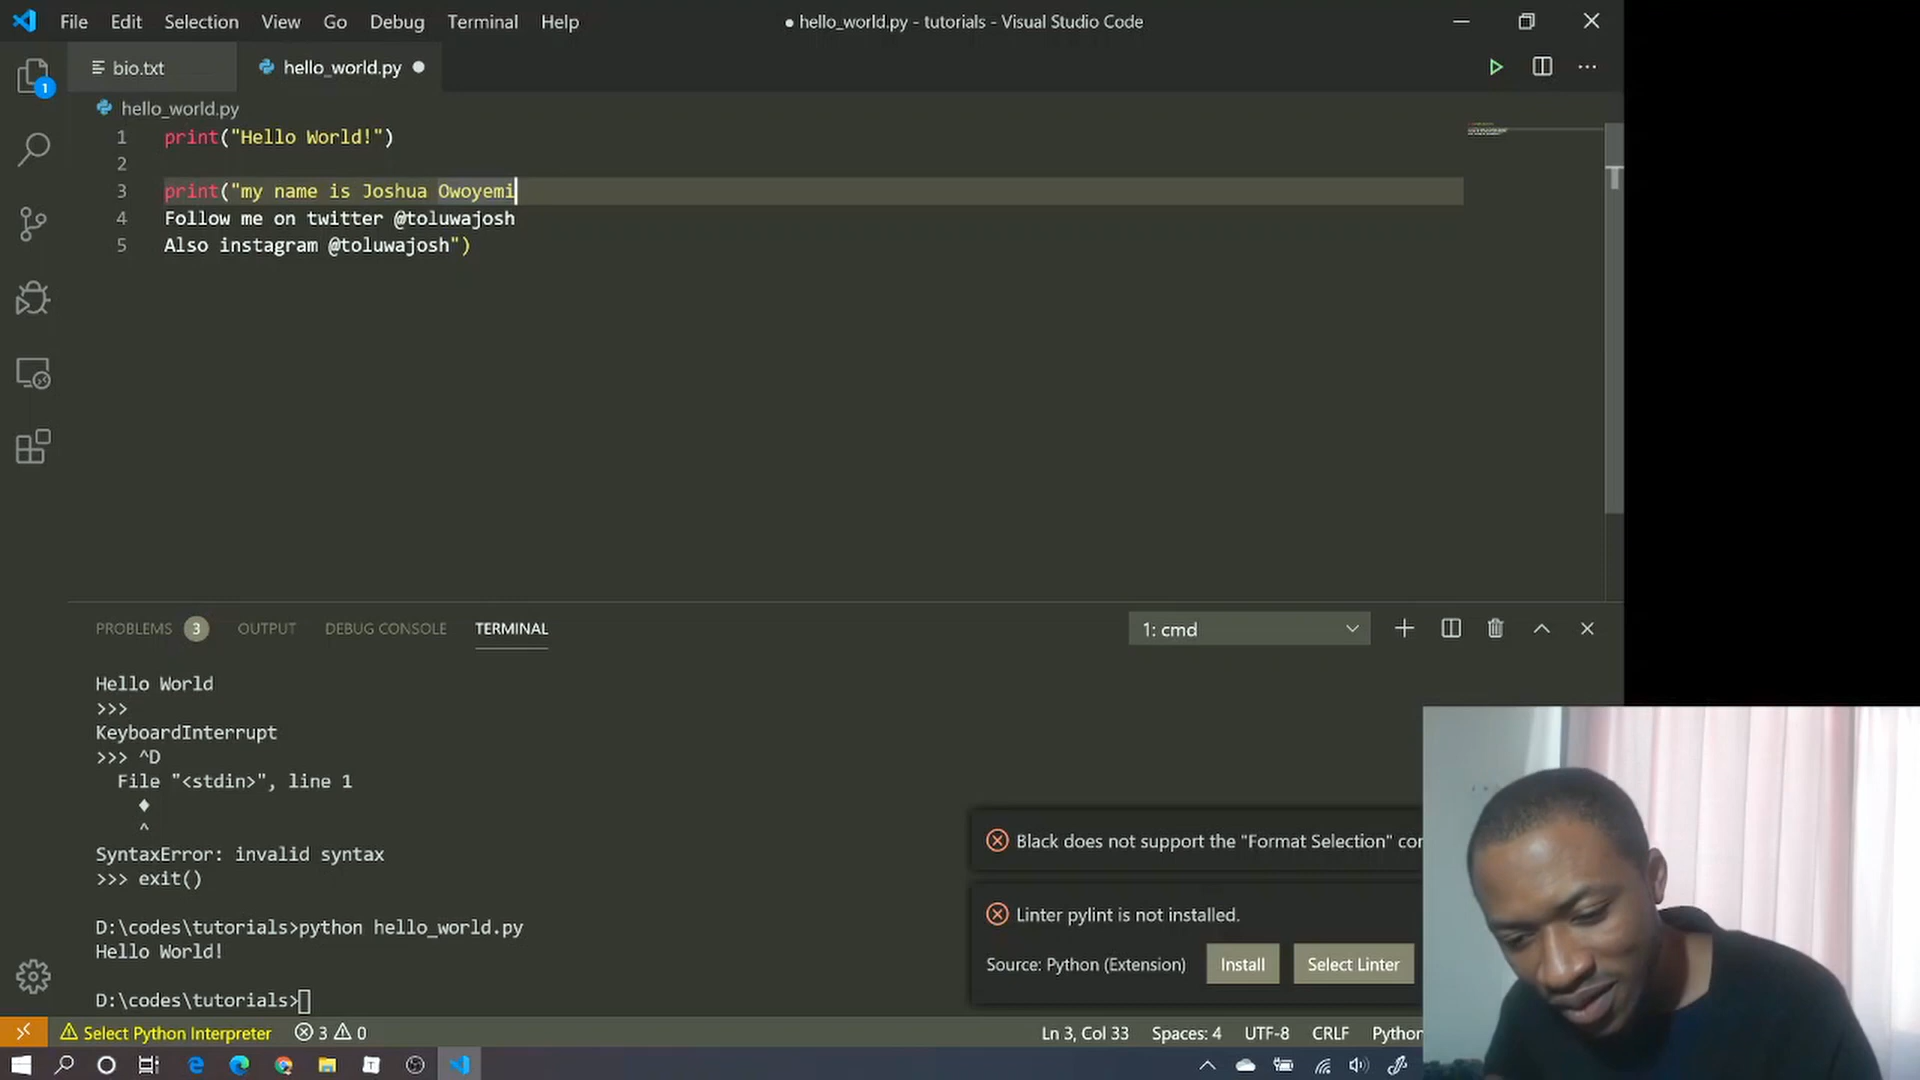 File Edit Selection View Go Debug Terminal Help
● hello_world.py - tutorials - Visual Studio Code
bio.txt
hello_world.py ●
1
hello_world.py
1 print("Hello World!")
2
3 print("my name is Joshua Owoyemi
4 Follow me on twitter @toluwajosh
5 Also instagram @toluwajosh")
PROBLEMS 3 OUTPUT DEBUG CONSOLE TERMINAL
1: cmd
Hello World
>>>
KeyboardInterrupt
>>> ^D
File "<stdin>", line 1
♦
^
SyntaxError: invalid syntax
>>> exit()
D:\codes\tutorials>python hello_world.py
Hello World!
D:\codes\tutorials>
Black does not support the "Format Selection" cor
Linter pylint is not installed.
Source: Python (Extension) Install Select Linter
Select Python Interpreter 3 0
Ln 3, Col 33 Spaces: 4 UTF-8 CRLF Python